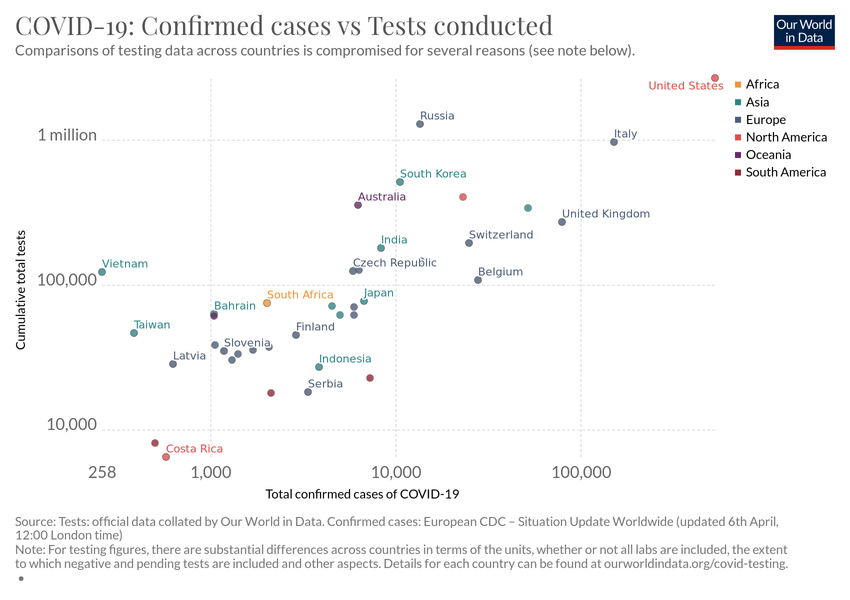 COVID-19: Confirmed cases vs Tests conducted
Comparisons of testing data across countries is compromised for several reasons (see note below).
Our World
in Data
United States
Africa
Asia
Europe
North America
Oceania
South America
Russia
1 million
Italy
South Korea
Australia
United Kingdom
Switzerland
India
Czech Republic
Vietnam
Belgium
100,000
Cumulative total tests
South Africa
Japan
Bahrain
Taiwan
Finland
Slovenia
Latvia
Indonesia
Serbia
10,000
Costa Rica
258
1,000
10,000
100,000
Total confirmed cases of COVID-19
Source: Tests: official data collated by Our World in Data. Confirmed cases: European CDC – Situation Update Worldwide (updated 6th April,
12:00 London time)
Note: For testing figures, there are substantial differences across countries in terms of the units, whether or not all labs are included, the extent
to which negative and pending tests are included and other aspects. Details for each country can be found at ourworldindata.org/covid-testing.